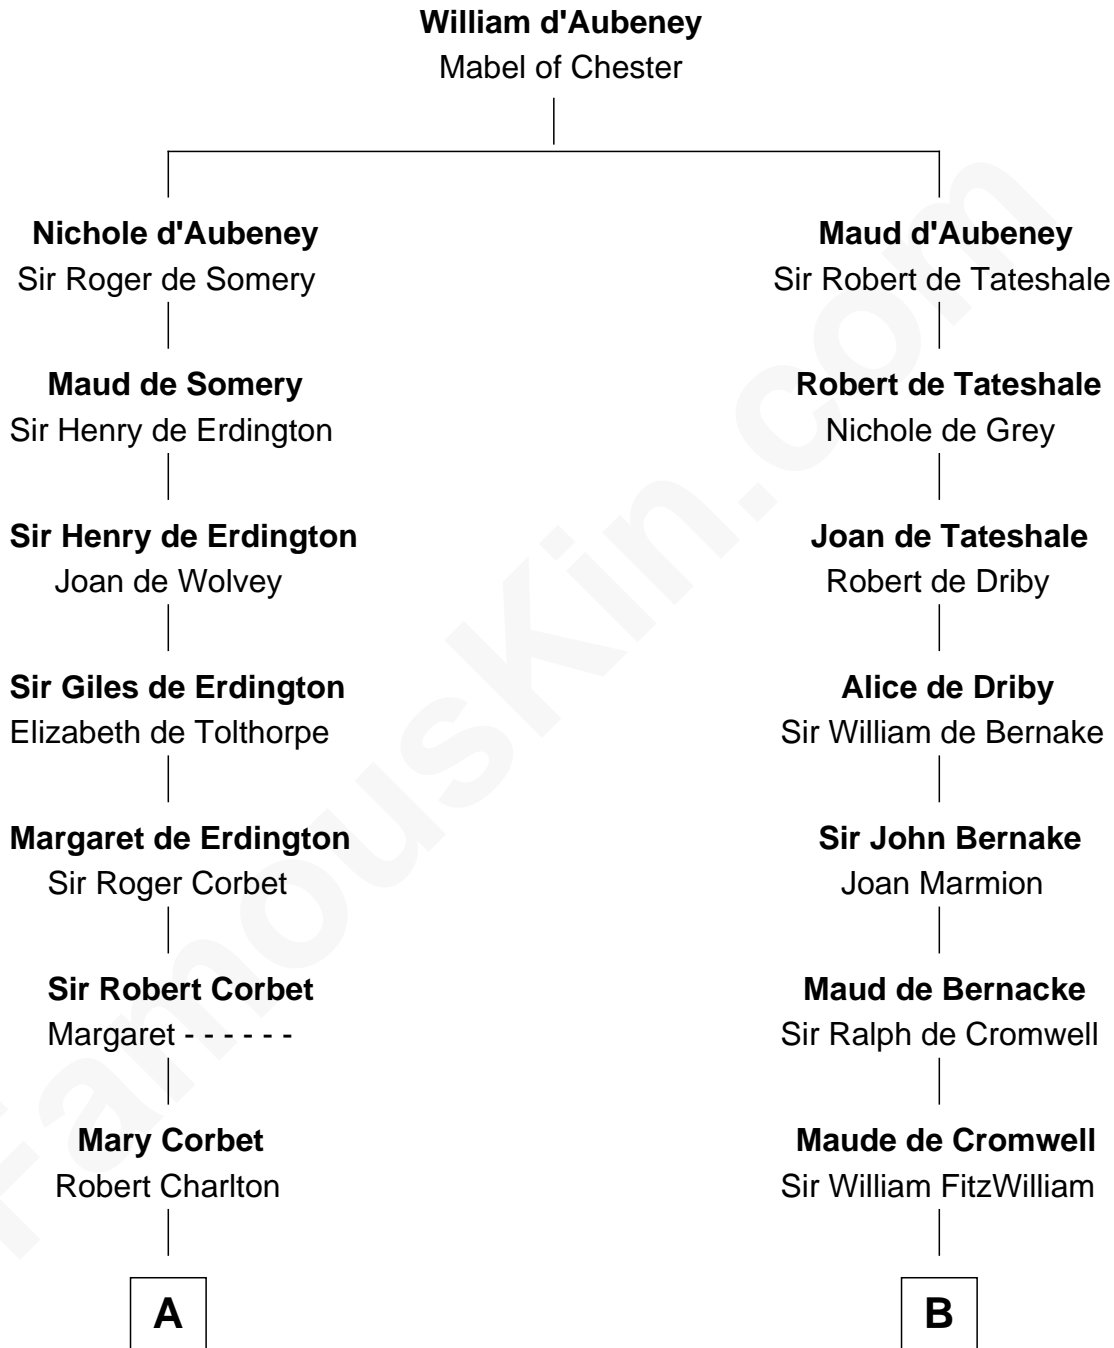 William d'Aubeney
Mabel of Chester
Nichole d'Aubeney
Sir Roger de Somery
Maud d'Aubeney
Sir Robert de Tateshale
Maud de Somery
Sir Henry de Erdington
Robert de Tateshale
Nichole de Grey
Sir Henry de Erdington
Joan de Wolvey
Joan de Tateshale
Robert de Driby
Sir Giles de Erdington
Elizabeth de Tolthorpe
Alice de Driby
Sir William de Bernake
Margaret de Erdington
Sir Roger Corbet
Sir John Bernake
Joan Marmion
Sir Robert Corbet
Margaret - - - - - -
Maud de Bernacke
Sir Ralph de Cromwell
Mary Corbet
Robert Charlton
Maude de Cromwell
Sir William FitzWilliam
A
B
FamousKin.com